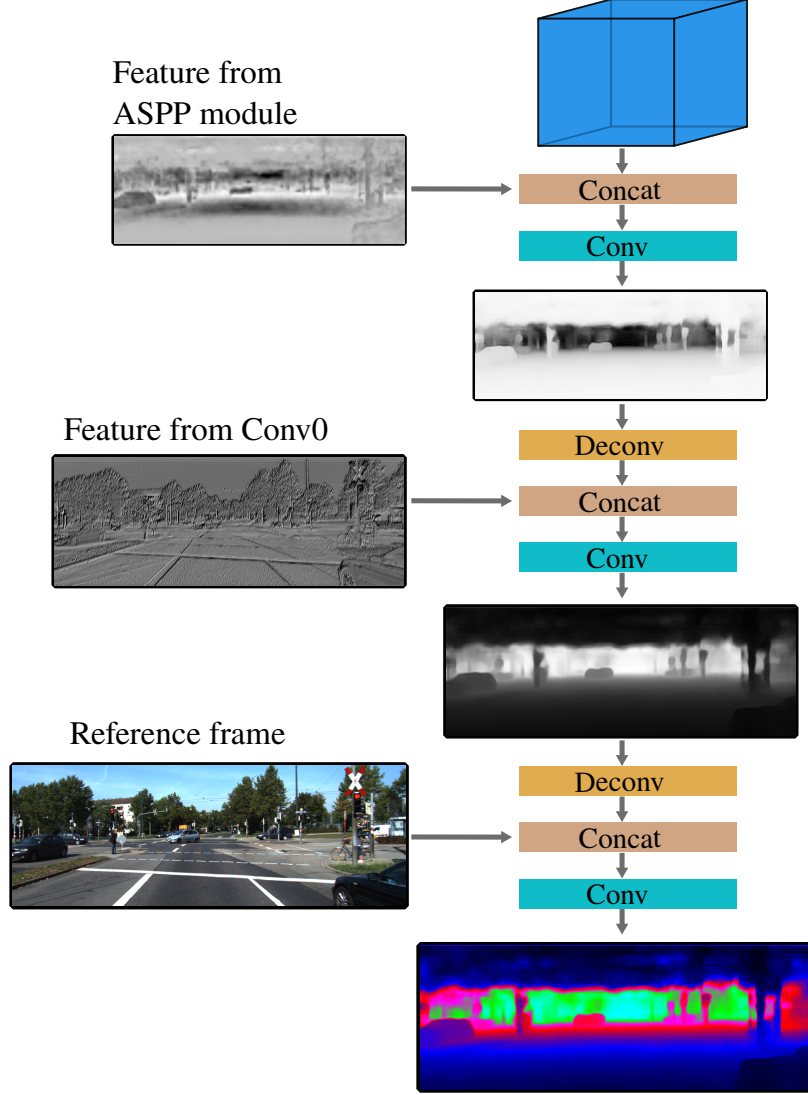 Feature from
ASPP module
Concat
Conv
Deconv
Feature from Conv0
Concat
Conv
Reference frame
Deconv
Concat
Conv